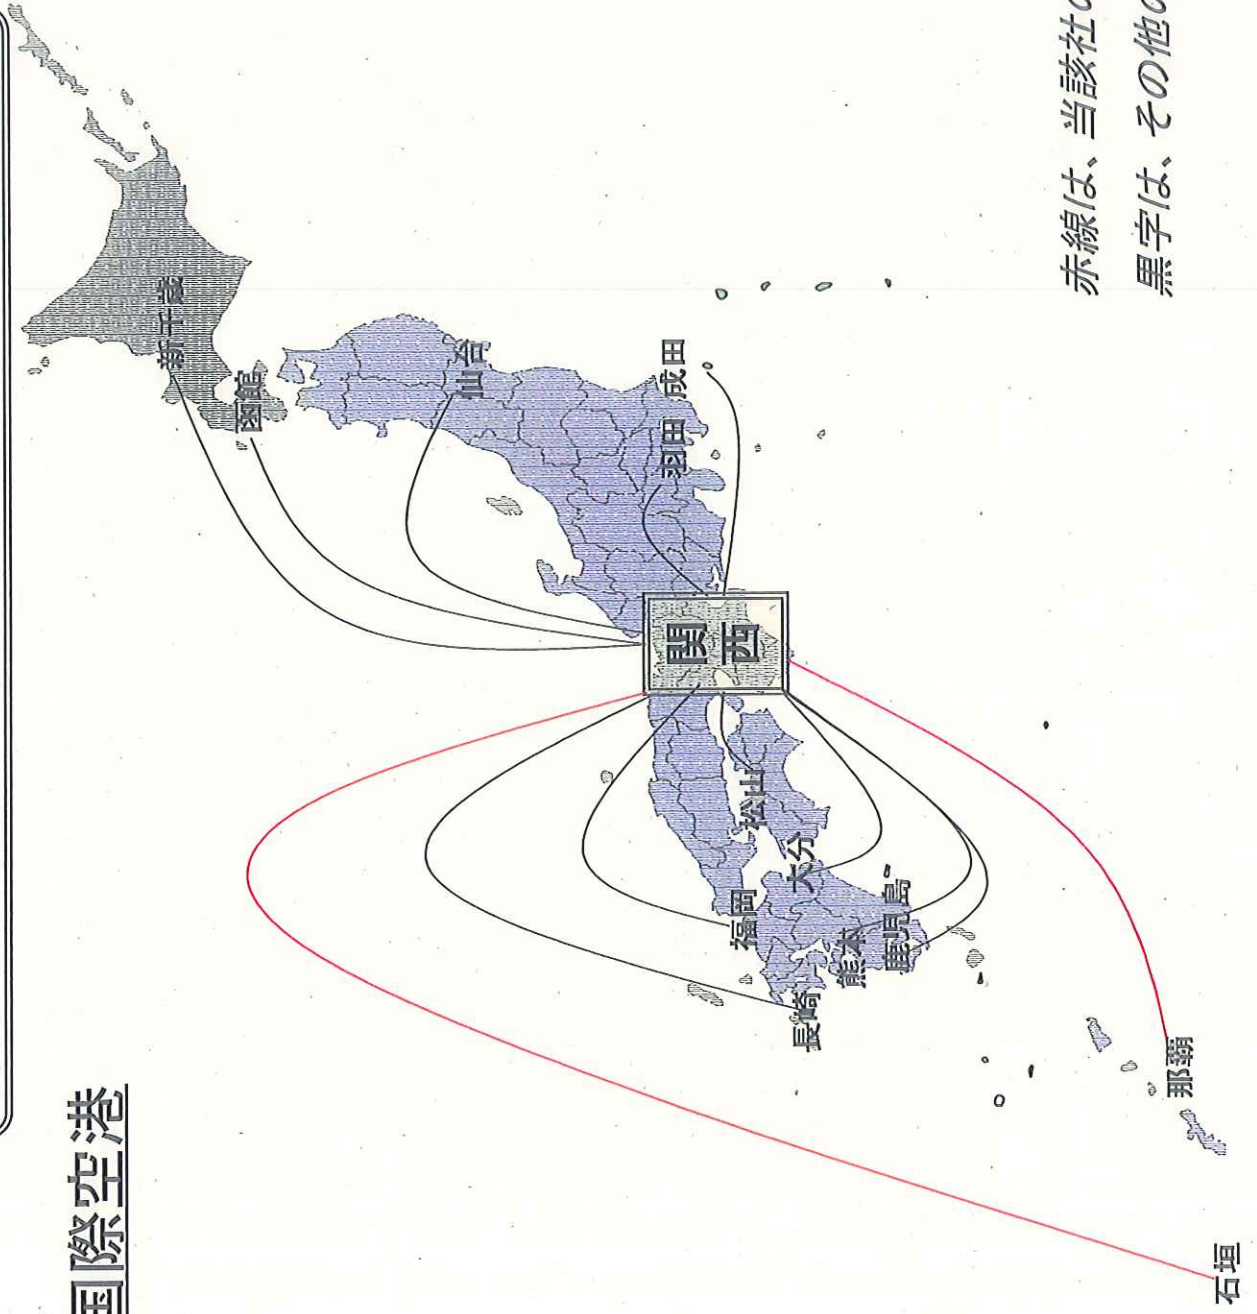 国際空港
新千歳
函館
仙台
成田
羽田
関
西
松山
大分
福岡
熊本
鹿児島
長崎
那覇
石垣
赤線は、当該社の
黒字は、その他の